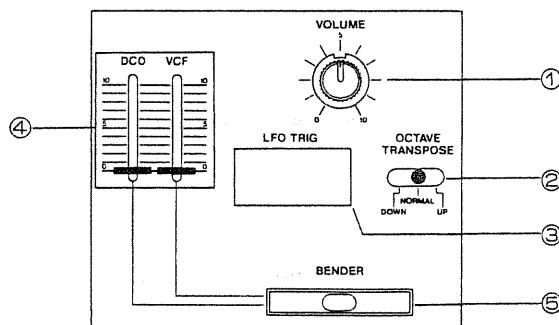 VOLUME
5
0 10
①
DCO VCF
10 10
5 5
0 0
④
LFO TRIG
OCTAVE
TRANSPOSE
②
NORMAL
DOWN UP
③
BENDER
⑤